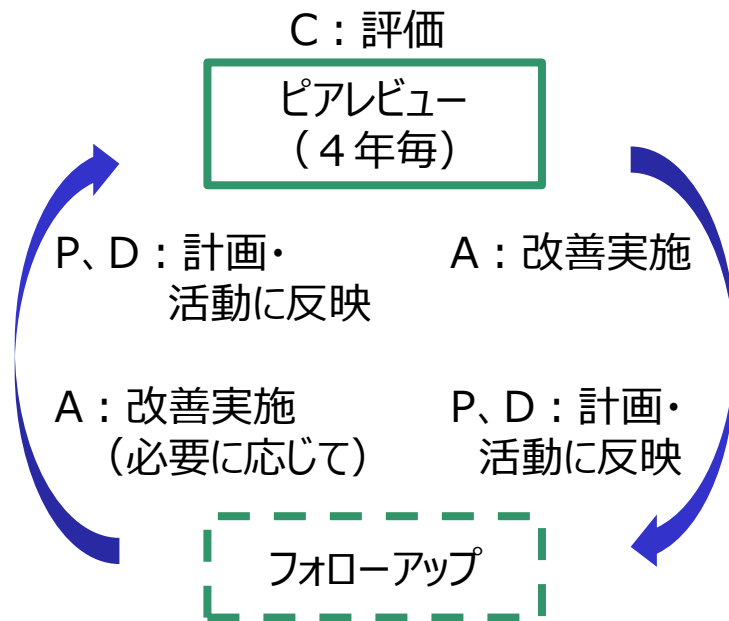 C：評価
ピアレビュー
（４年毎）
P、D：計画・
活動に反映
A：改善実施
A：改善実施
（必要に応じて）
P、D：計画・
活動に反映
フォローアップ